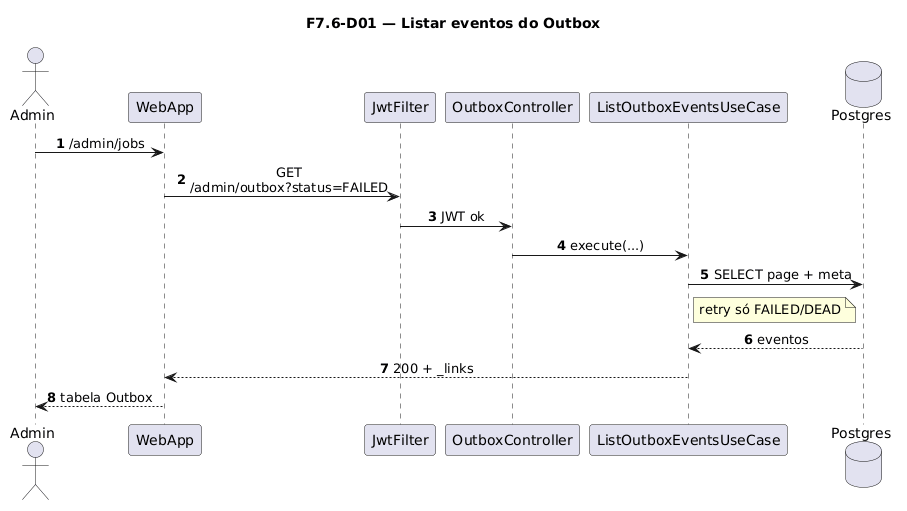 F7.6-D01 — Listar eventos do Outbox
Admin
WebApp
JwtFilter
OutboxController
ListOutboxEventsUseCase
Postgres
1 /admin/jobs
2 GET
/admin/outbox?status=FAILED
3 JWT ok
4 execute(...)
5 SELECT page + meta
retry só FAILED/DEAD
6 eventos
7 200 + _links
8 tabela Outbox
Admin
WebApp
JwtFilter
OutboxController
ListOutboxEventsUseCase
Postgres